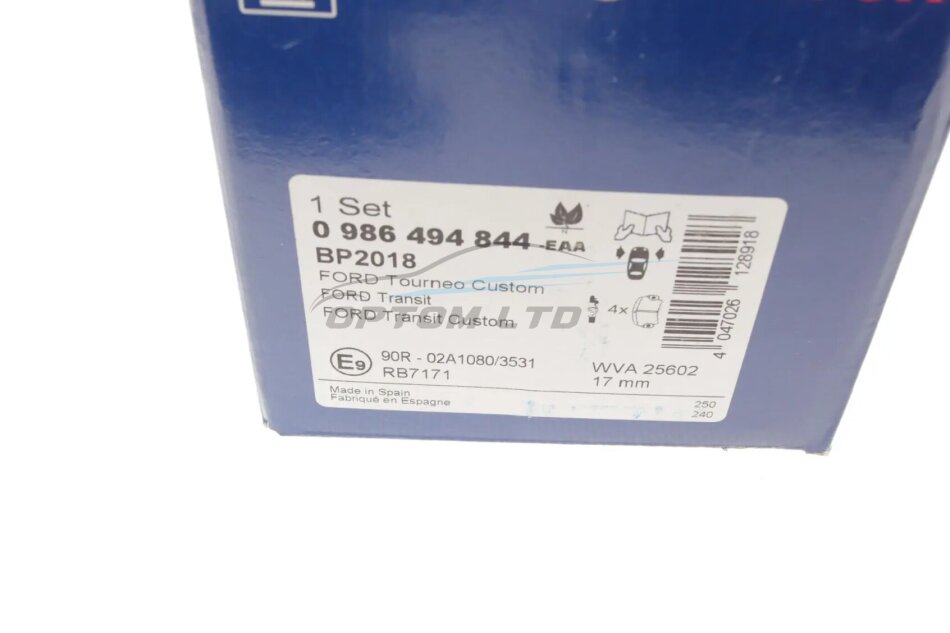 1 Set
0 986 494 844 -EAA
BP2018
FORD Tourneo Custom
FORD Transit
FORD Transit Custom
OPTOM LTD
N
4x
4 047026 128918
E9
90R - 02A1080/3531
RB7171
WVA 25602
17 mm
Made in Spain
Fabriqué en Espagne
250
240